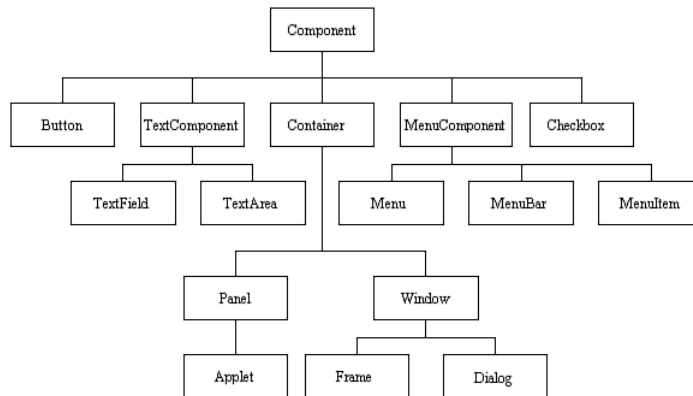 Component
Button
TextComponent
Container
MenuComponent
Checkbox
TextField
TextArea
Menu
MenuBar
MenuItem
Panel
Window
Applet
Frame
Dialog